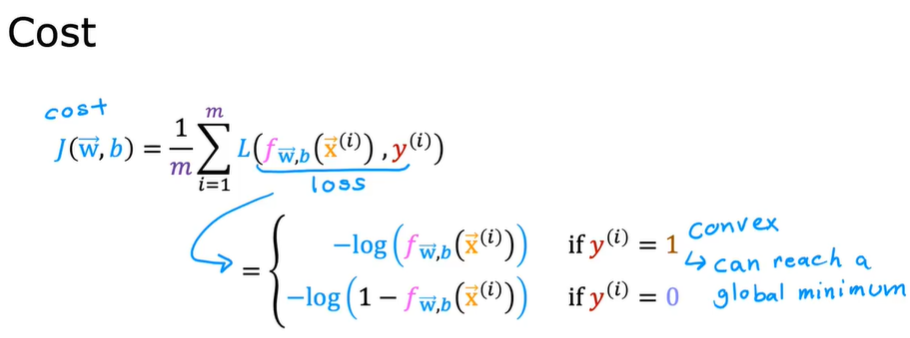 Cost
cost
J(w⃗,b) = 1/m ∑_{i=1}^{m} L(f_{w⃗,b}(x⃗^{(i)}), y^{(i)})
loss
= { −log(f_{w⃗,b}(x⃗^{(i)})) if y^{(i)} = 1
−log(1 − f_{w⃗,b}(x⃗^{(i)})) if y^{(i)} = 0
convex
↳ can reach a
global minimum